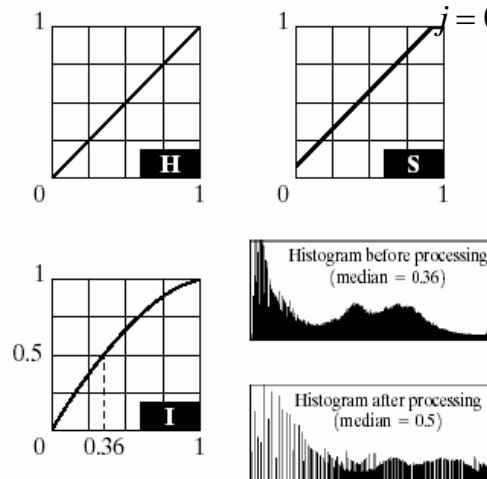 1
H
0
1
1
j = (
S
0
1
1
0.5
I
0
0.36
1
Histogram before processing
(median = 0.36)
Histogram after processing
(median = 0.5)